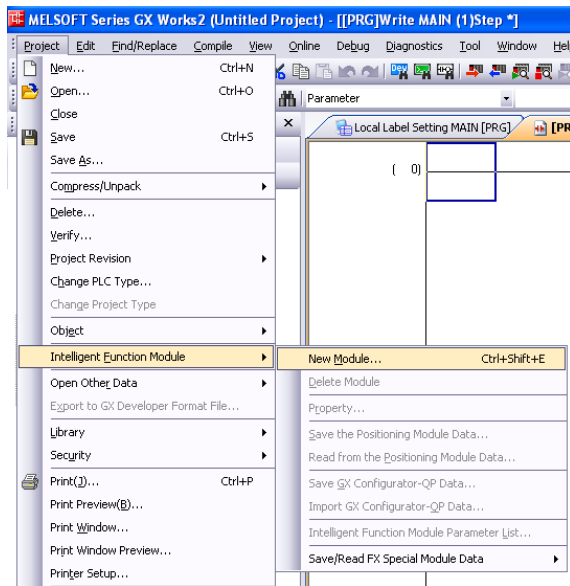 MELSOFT Series GX Works2 (Untitled Project) - [[PRG]Write MAIN (1)Step *]
Project Edit Find/Replace Compile View Online Debug Diagnostics Tool Window Hel
New... Ctrl+N
Open... Ctrl+O
Parameter
Close
Local Label Setting MAIN [PRG] [PR
Save Ctrl+S
Save As...
( 0)
Compress/Unpack
Delete...
Verify...
Project Revision
Change PLC Type...
Change Project Type
Object
Intelligent Function Module
New Module... Ctrl+Shift+E
Open Other Data
Delete Module
Export to GX Developer Format File...
Property...
Library
Save the Positioning Module Data...
Security
Read from the Positioning Module Data...
Print(J)... Ctrl+P
Save GX Configurator-QP Data...
Print Preview(B)...
Import GX Configurator-QP Data...
Print Window...
Intelligent Function Module Parameter List...
Print Window Preview...
Save/Read FX Special Module Data
Printer Setup...